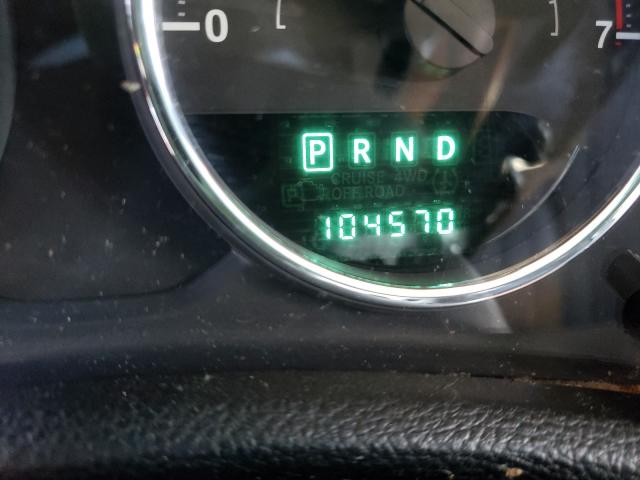 0 7
P R N D
CRUISE 4WD
OFF ROAD
104570